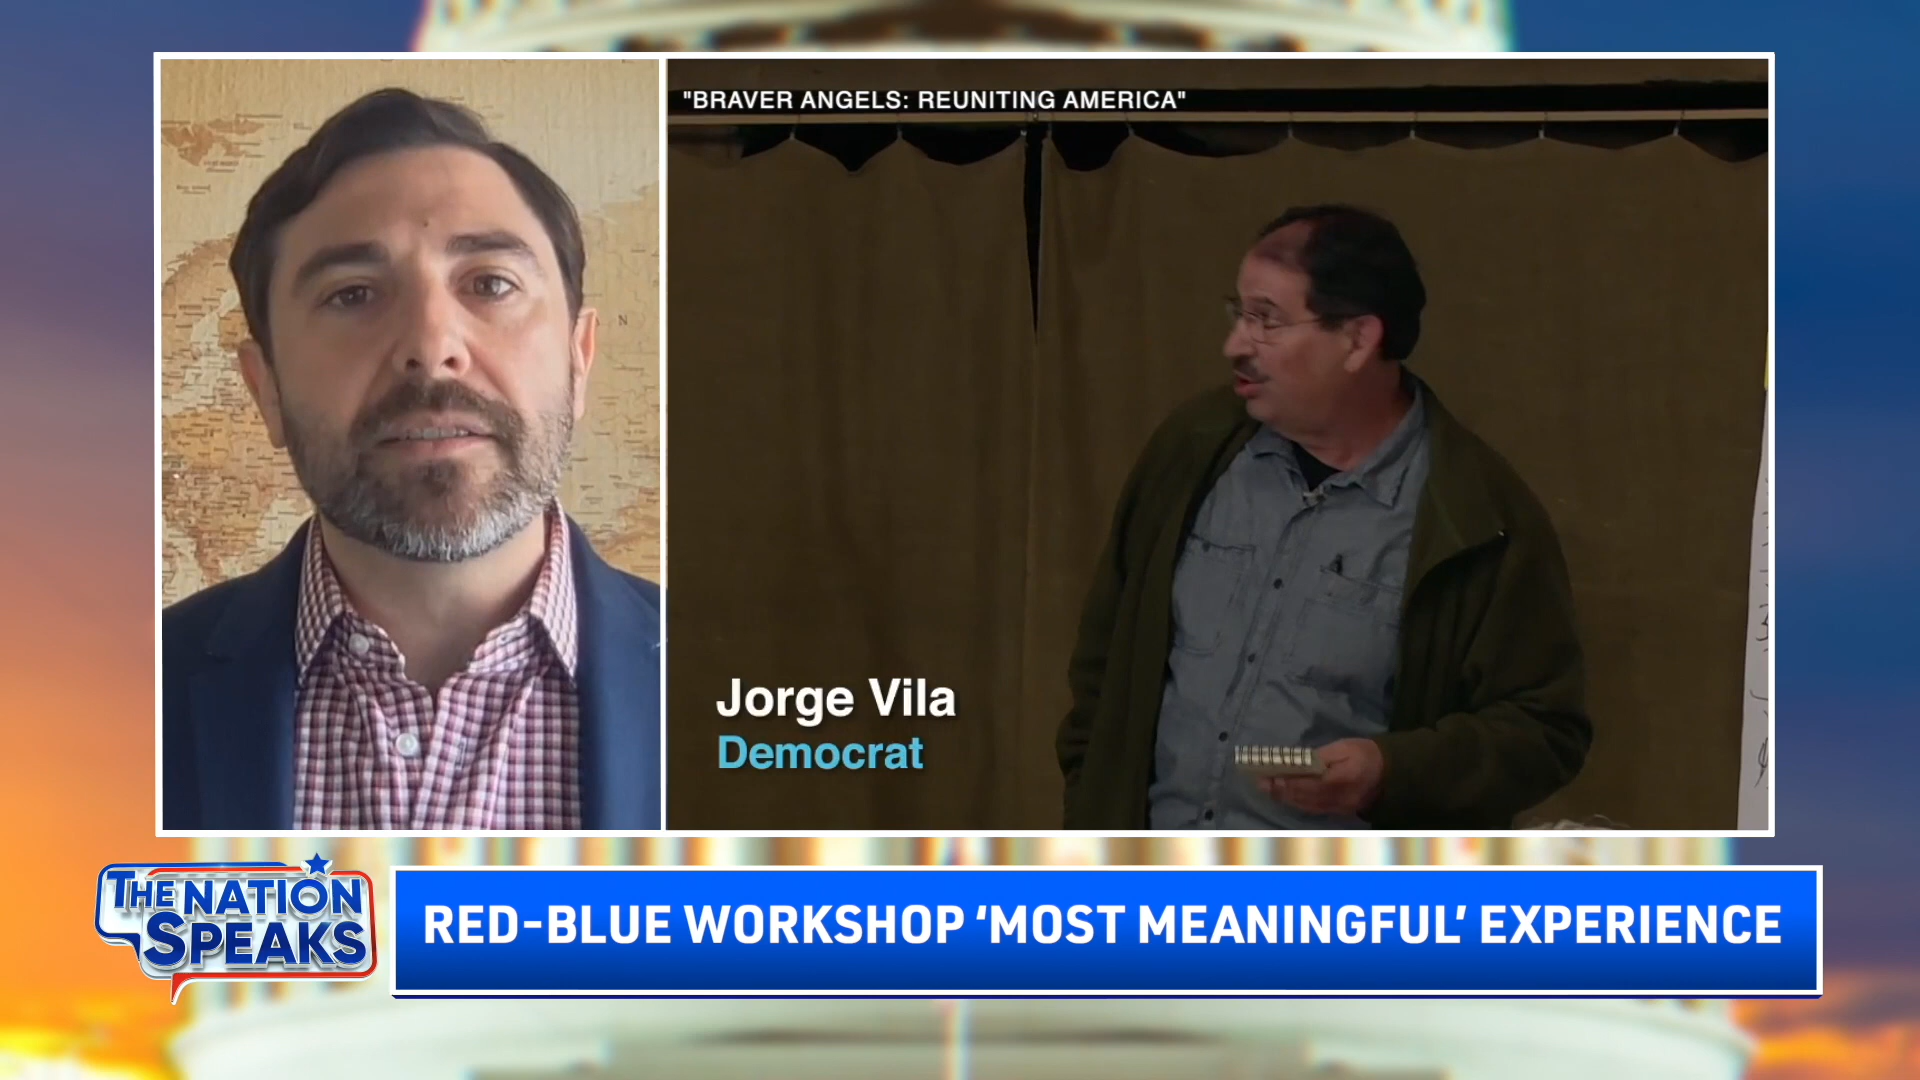 "BRAVER ANGELS: REUNITING AMERICA"
N
Jorge Vila
Democrat
THE NATION
SPEAKS
RED-BLUE WORKSHOP ‘MOST MEANINGFUL’ EXPERIENCE